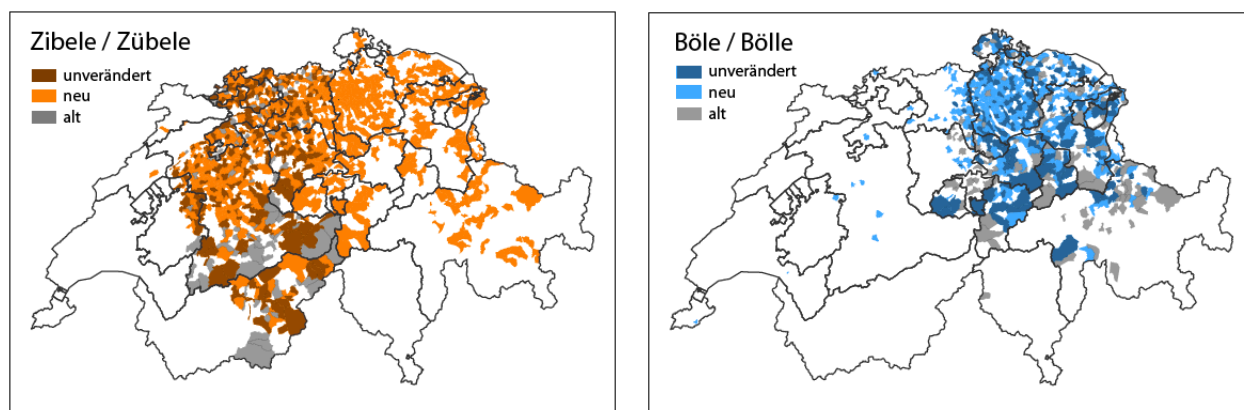 Zibele / Zübele
unverändert
neu
alt
Böle / Bölle
unverändert
neu
alt